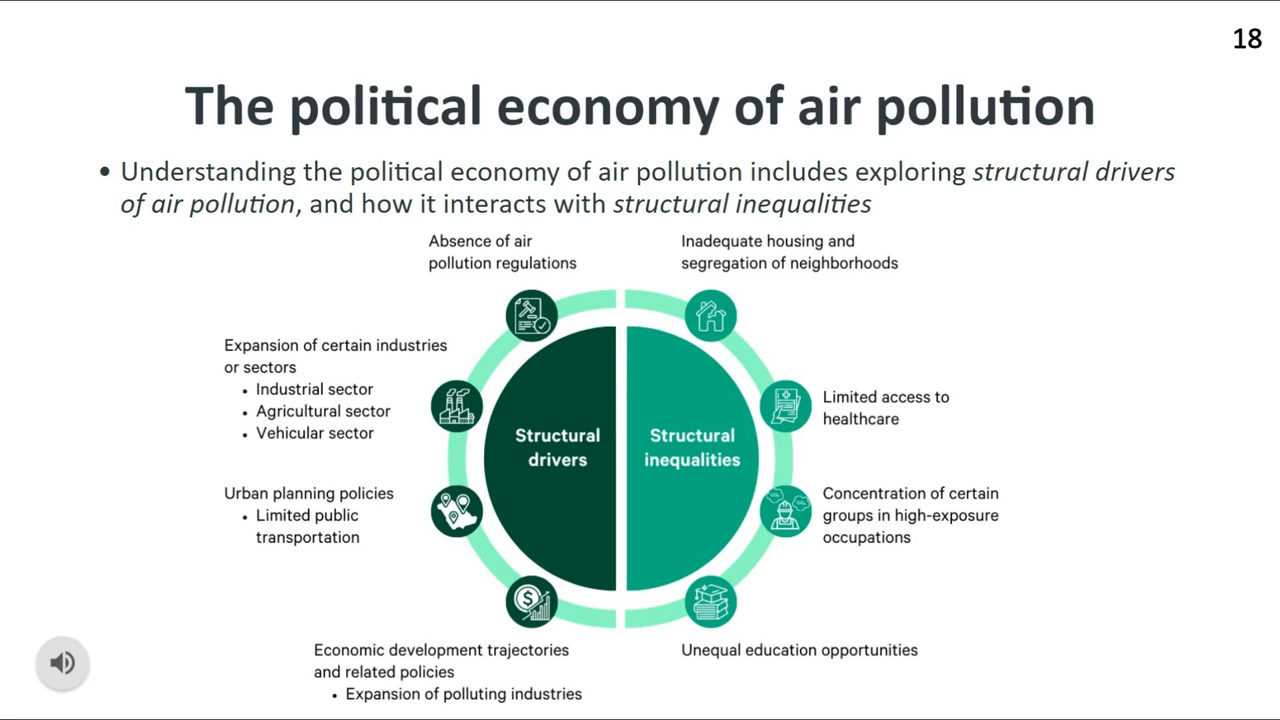 18
The political economy of air pollution
• Understanding the political economy of air pollution includes exploring structural drivers
of air pollution, and how it interacts with structural inequalities
Absence of air
pollution regulations
Expansion of certain industries
or sectors
• Industrial sector
• Agricultural sector
• Vehicular sector
Urban planning policies
• Limited public
transportation
Economic development trajectories
and related policies
• Expansion of polluting industries
Structural
drivers
Structural
inequalities
Inadequate housing and
segregation of neighborhoods
Limited access to
healthcare
Concentration of certain
groups in high-exposure
occupations
Unequal education opportunities